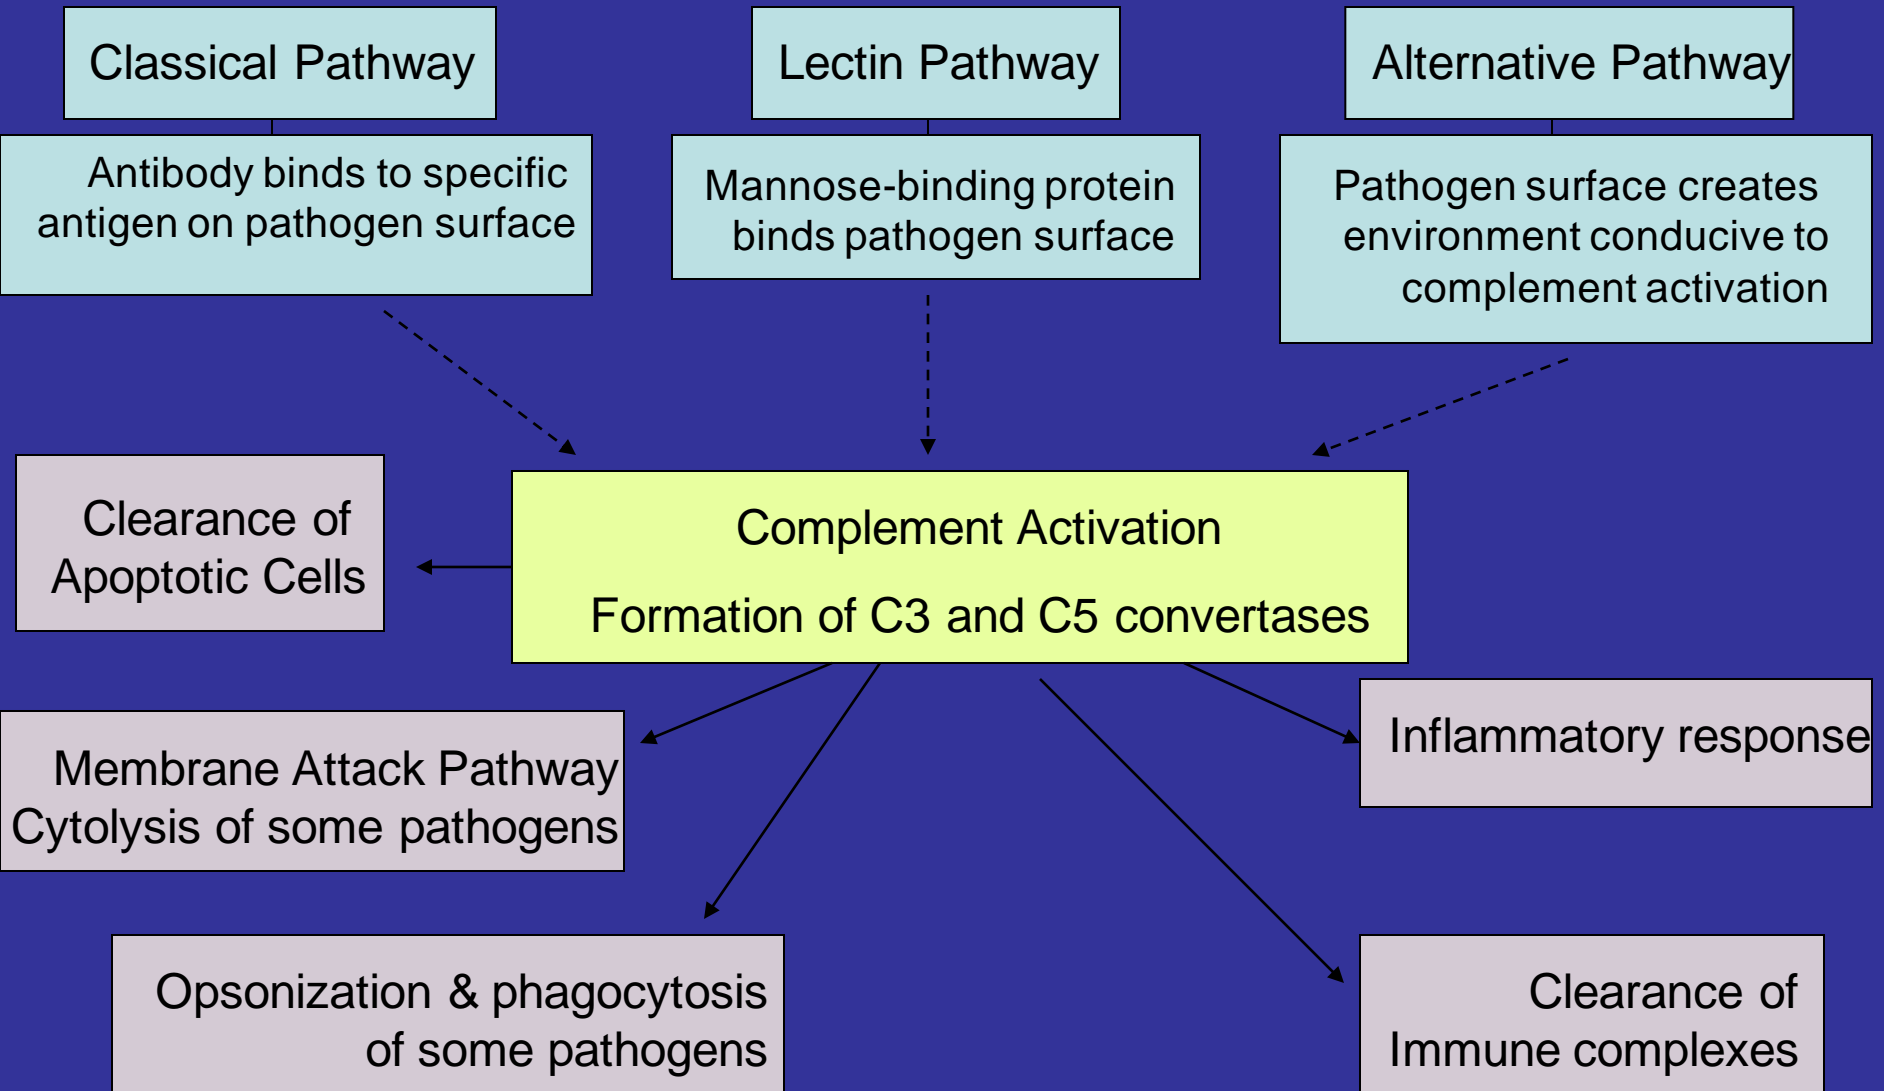 Classical Pathway
Lectin Pathway
Alternative Pathway
Antibody binds to specific
antigen on pathogen surface
Mannose-binding protein
binds pathogen surface
Pathogen surface creates
environment conducive to
complement activation
Clearance of
Apoptotic Cells
Complement Activation
Formation of C3 and C5 convertases
Membrane Attack Pathway
Cytolysis of some pathogens
Inflammatory response
Opsonization & phagocytosis
of some pathogens
Clearance of
Immune complexes